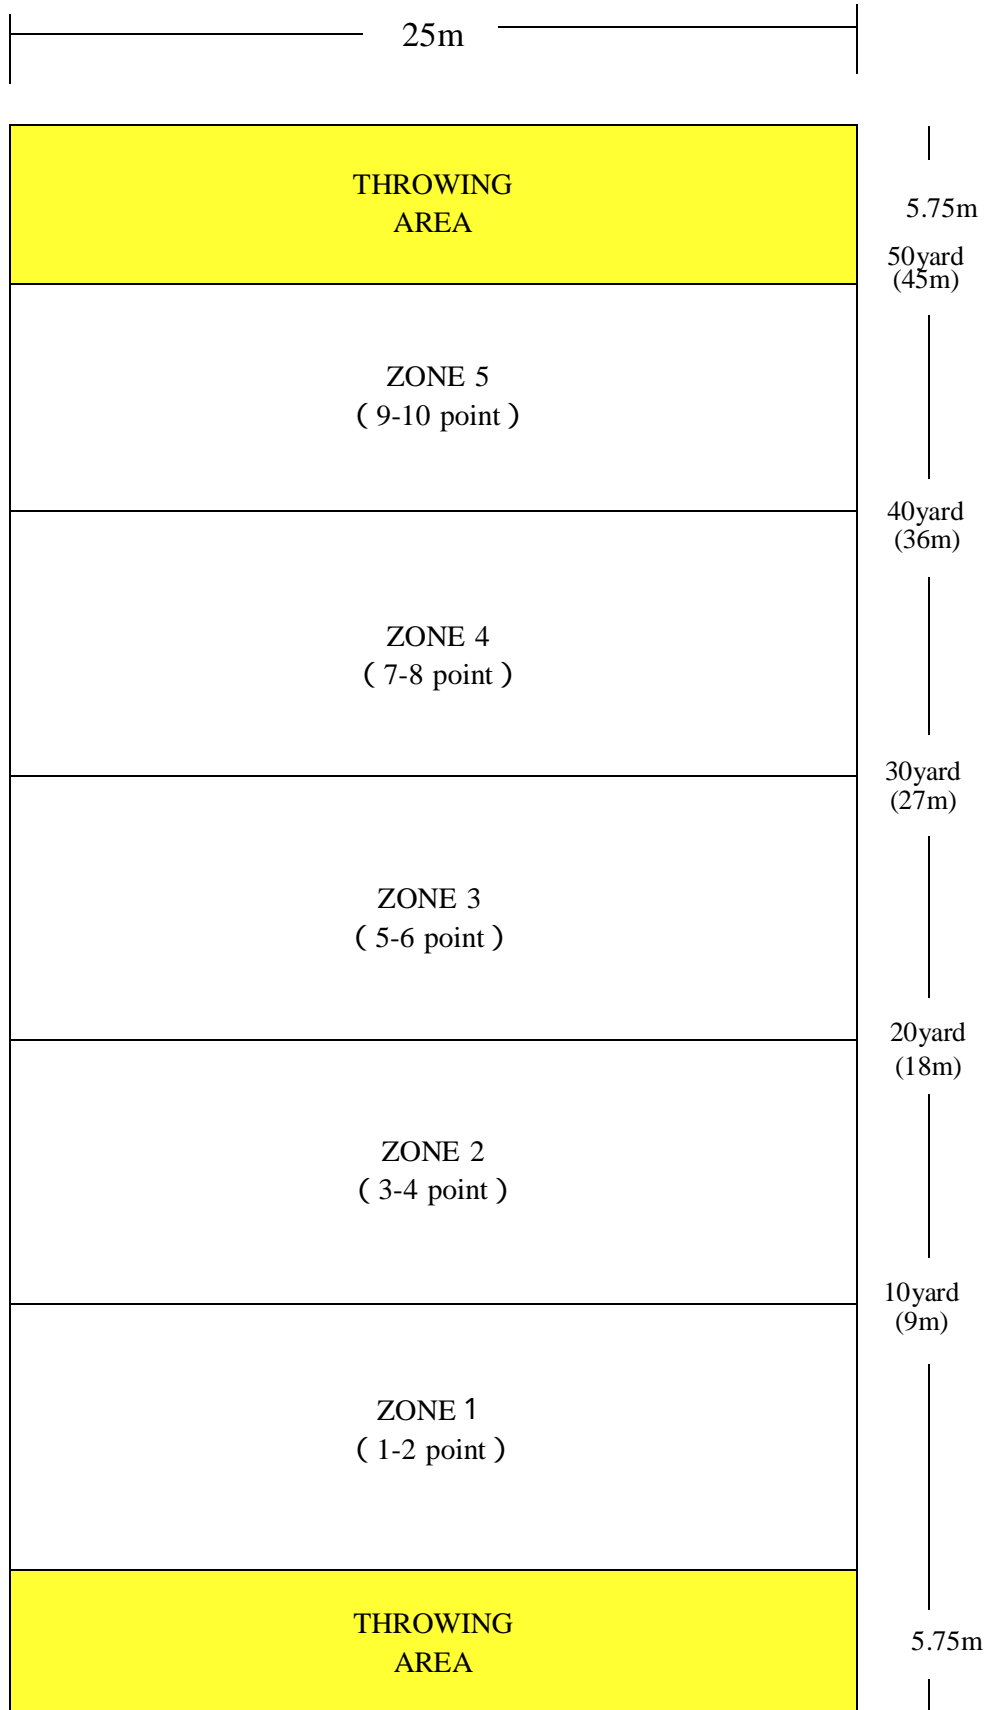 25m
THROWING
AREA
5.75m
50yard
(45m)
ZONE 5
( 9-10 point )
40yard
(36m)
ZONE 4
( 7-8 point )
30yard
(27m)
ZONE 3
( 5-6 point )
20yard
(18m)
ZONE 2
( 3-4 point )
10yard
(9m)
ZONE 1
( 1-2 point )
THROWING
AREA
5.75m